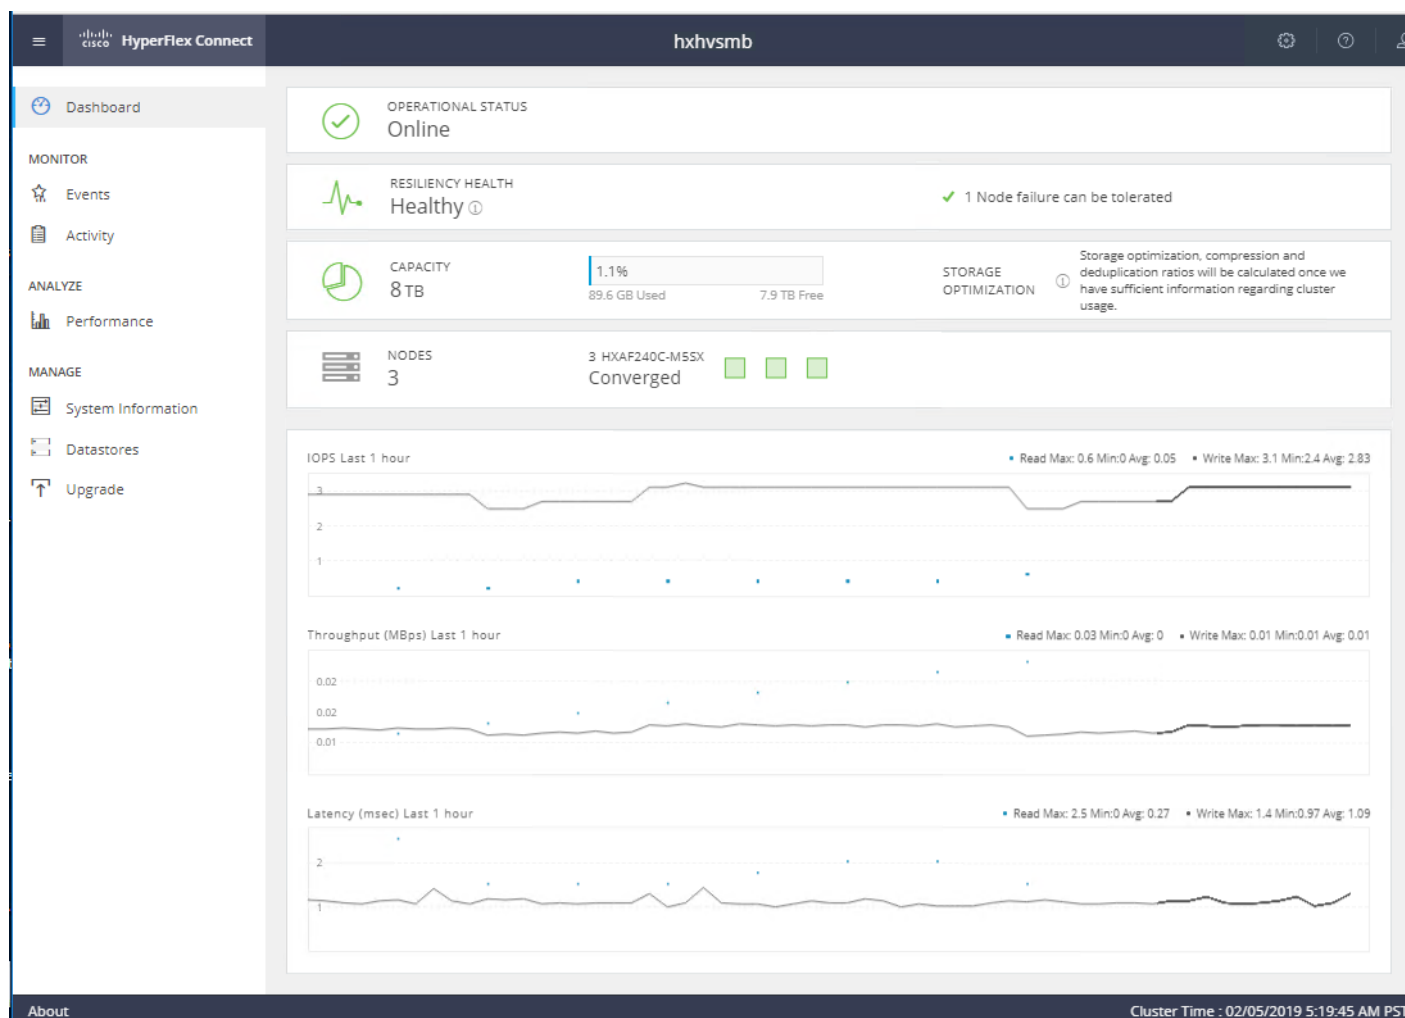 CISCO HyperFlex Connect
hxhvsmb
Dashboard
MONITOR
Events
Activity
ANALYZE
Performance
MANAGE
System Information
Datastores
Upgrade
OPERATIONAL STATUS
Online
RESILIENCY HEALTH
Healthy
1 Node failure can be tolerated
CAPACITY
8 TB
1.1%
89.6 GB Used
7.9 TB Free
STORAGE
OPTIMIZATION
Storage optimization, compression and
deduplication ratios will be calculated once we
have sufficient information regarding cluster
usage.
NODES
3
3 HXAF240C-M5SX
Converged
IOPS Last 1 hour
Read Max: 0.6 Min:0 Avg: 0.05
Write Max: 3.1 Min:2.4 Avg: 2.83
3
2
1
Throughput (MBps) Last 1 hour
Read Max: 0.03 Min:0 Avg: 0
Write Max: 0.01 Min:0.01 Avg: 0.01
0.02
0.02
0.01
Latency (msec) Last 1 hour
Read Max: 2.5 Min:0 Avg: 0.27
Write Max: 1.4 Min:0.97 Avg: 1.09
2
1
About
Cluster Time : 02/05/2019 5:19:45 AM PST